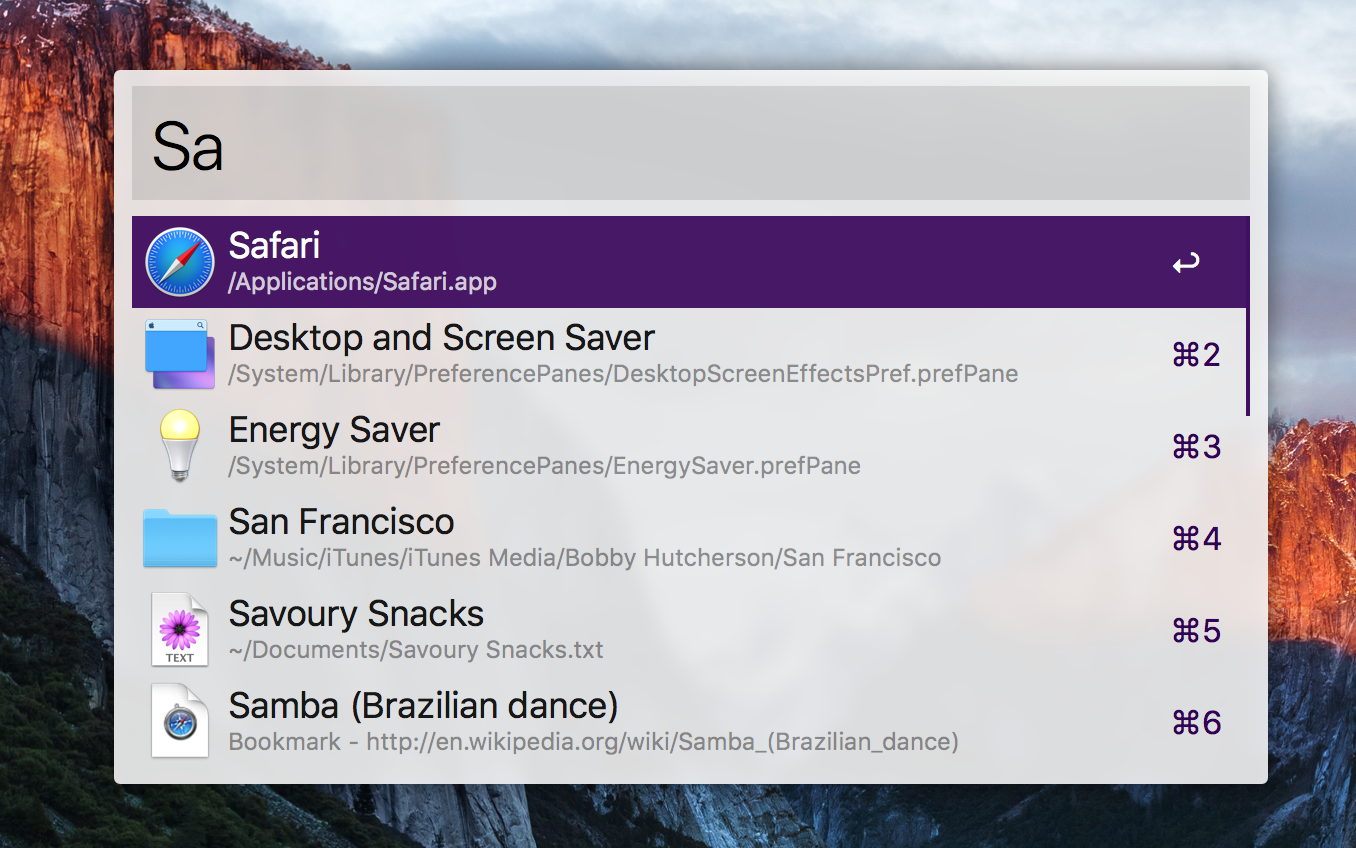 Sa
Safari
/Applications/Safari.app
↩
Desktop and Screen Saver
/System/Library/PreferencePanes/DesktopScreenEffectsPref.prefPane
⌘2
Energy Saver
/System/Library/PreferencePanes/EnergySaver.prefPane
⌘3
San Francisco
~/Music/iTunes/iTunes Media/Bobby Hutcherson/San Francisco
⌘4
TEXT
Savoury Snacks
~/Documents/Savoury Snacks.txt
⌘5
Samba (Brazilian dance)
Bookmark - http://en.wikipedia.org/wiki/Samba_(Brazilian_dance)
⌘6